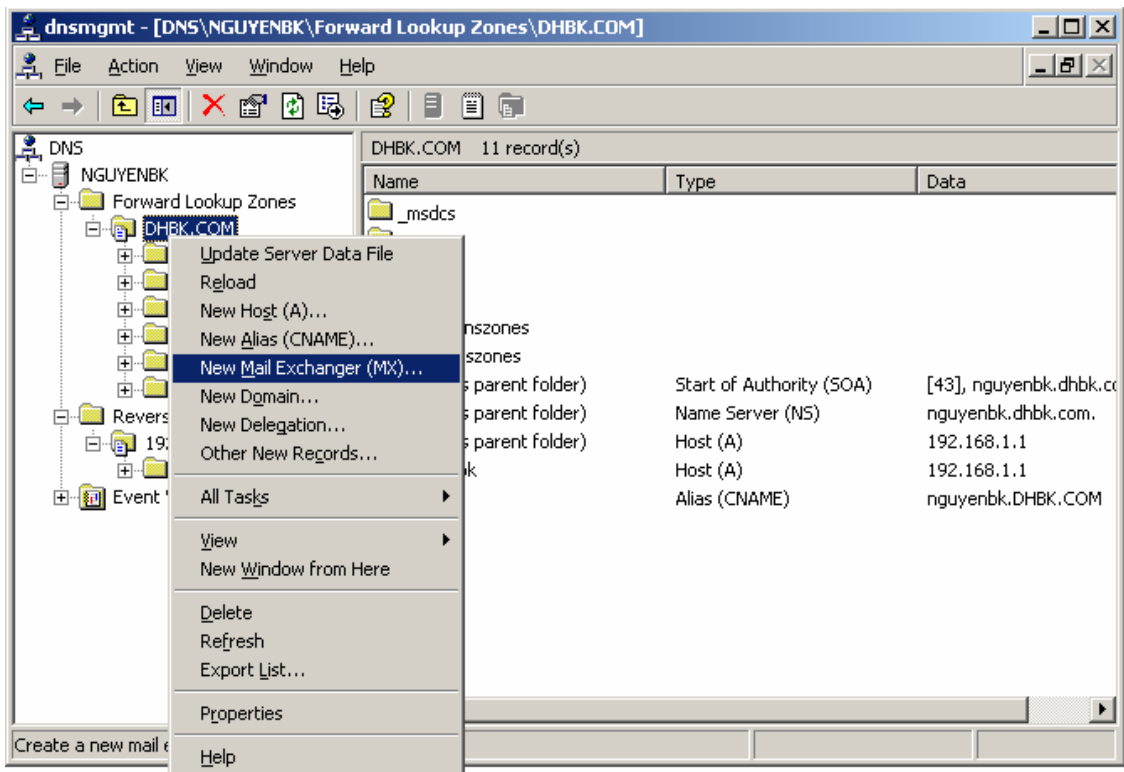 dnsmgmt - [DNS\NGUYENBK\Forward Lookup Zones\DHBK.COM]
File Action View Window Help
DNS
NGUYENBK
Forward Lookup Zones
DHBK.COM
Revers
192
Event
DHBK.COM 11 record(s)
Name Type Data
_msdcs
nszones
szones
s parent folder) Start of Authority (SOA) [43], nguyenbk.dhbk.co
s parent folder) Name Server (NS) nguyenbk.dhbk.com.
s parent folder) Host (A) 192.168.1.1
k Host (A) 192.168.1.1
Alias (CNAME) nguyenbk.DHBK.COM
Update Server Data File
Reload
New Host (A)...
New Alias (CNAME)...
New Mail Exchanger (MX)...
New Domain...
New Delegation...
Other New Records...
All Tasks
View
New Window from Here
Delete
Refresh
Export List...
Properties
Help
Create a new mail